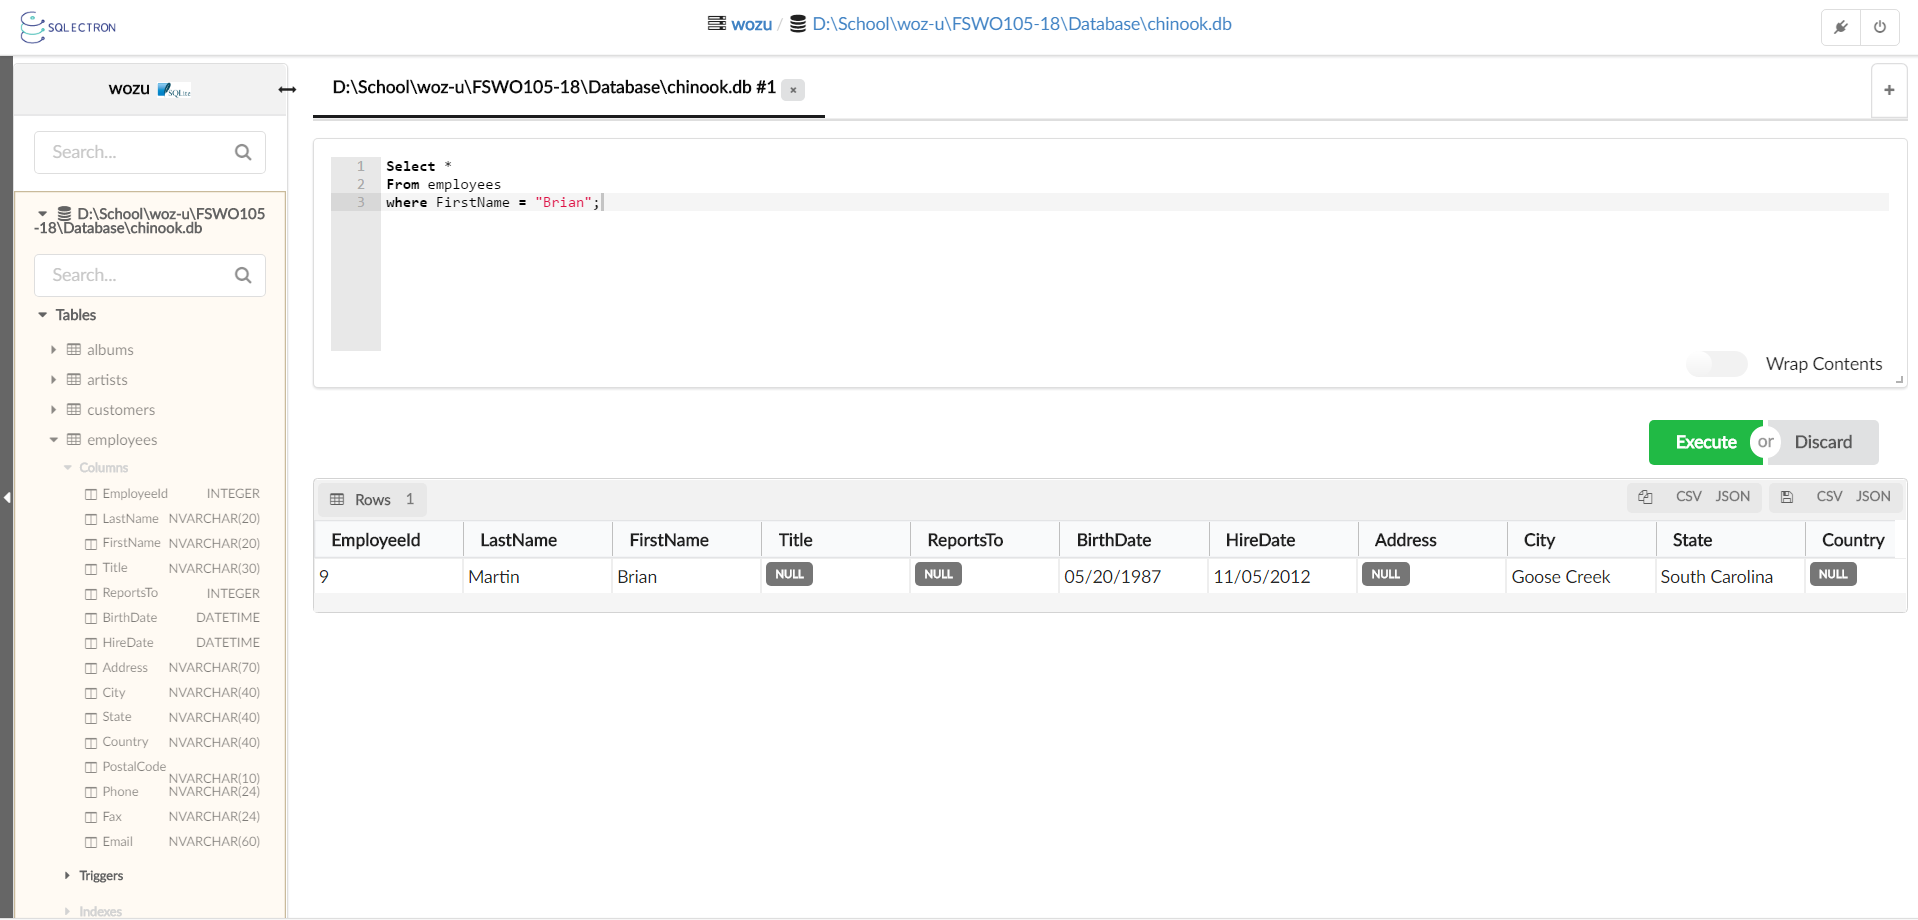 SQLECTRON
wozu / D:\School\woz-u\FSWO105-18\Database\chinook.db
wozu SQLite
D:\School\woz-u\FSWO105-18\Database\chinook.db #1 ×
+
Search...
D:\School\woz-u\FSWO105
-18\Database\chinook.db
Search...
Tables
albums
artists
customers
employees
Columns
EmployeeId INTEGER
LastName NVARCHAR(20)
FirstName NVARCHAR(20)
Title NVARCHAR(30)
ReportsTo INTEGER
BirthDate DATETIME
HireDate DATETIME
Address NVARCHAR(70)
City NVARCHAR(40)
State NVARCHAR(40)
Country NVARCHAR(40)
PostalCode
NVARCHAR(10)
Phone NVARCHAR(24)
Fax NVARCHAR(24)
Email NVARCHAR(60)
Triggers
Indexes
1 Select *
2 From employees
3 where FirstName = "Brian";
Wrap Contents
Execute or Discard
Rows 1 CSV JSON CSV JSON
EmployeeId LastName FirstName Title ReportsTo BirthDate HireDate Address City State Country
9 Martin Brian NULL NULL 05/20/1987 11/05/2012 NULL Goose Creek South Carolina NULL